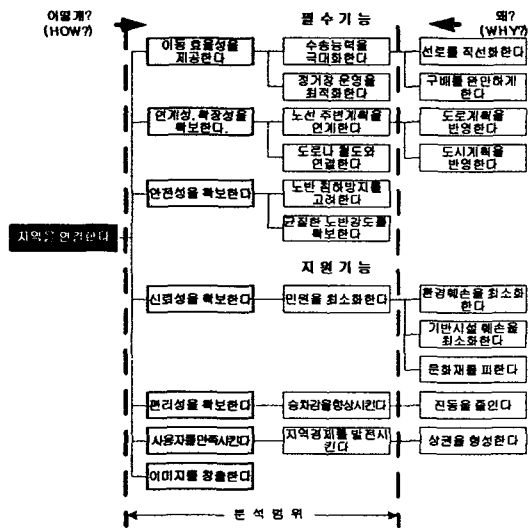 어떻게?
(HOW?)
필 수 기 능
왜?
(WHY?)
이동 효율성을
제공한다
수송능력을
극대화한다
선로를 직선화한다
정거장 운영을
최적화한다
구배를 완만하게
한다
연계성, 확장성을
확보한다.
노선 주변계획을
연계한다
도로계획을
반영한다
도로나 철도와
연결한다
도시계획을
반영한다
안전성을 확보한다
노반 침하방지를
고려한다
균질한 노반강도를
확보한다
지역을 연결한다
지 원 기 능
신뢰성을 확보한다
민원을 최소화한다
환경훼손을 최소화
한다
기반시설 훼손을
최소화한다
문화재를 피한다
편리성을 확보한다
승차감을향상시킨다
진동을 줄인다
사용자를만족시킨다
지역경제를 발전시
킨다
상권을 형성한다
이미지를 창출한다
분 석 범 위